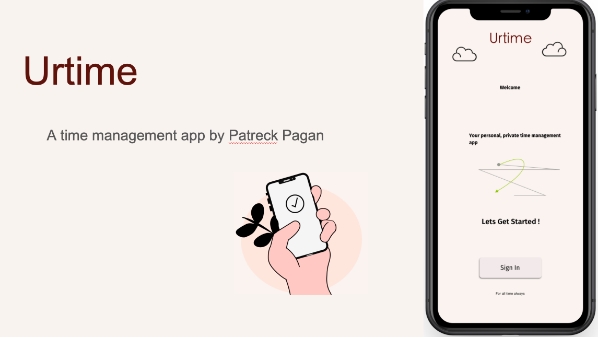 Urtime
A time management app by Patreck Pagan
Urtime
Welcome
Your personal, private time management
app
Lets Get Started !
Sign In
For all time always